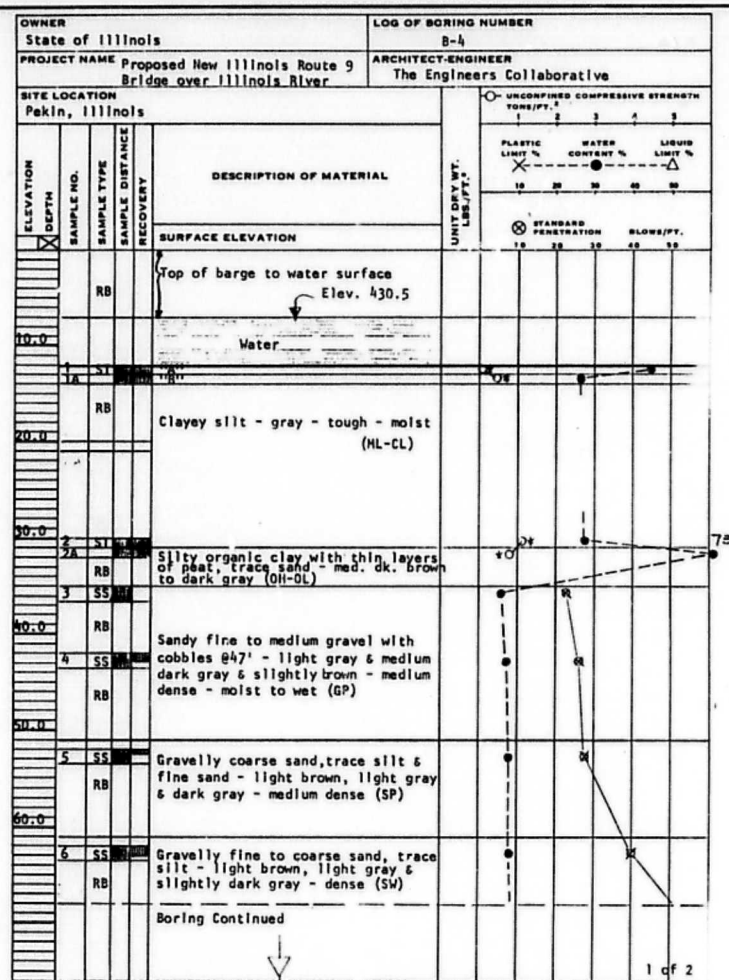 OWNER
State of Illinois
LOG OF BORING NUMBER
B-4
PROJECT NAME Proposed New Illinois Route 9
Bridge over Illinois River
ARCHITECT-ENGINEER
The Engineers Collaborative
SITE LOCATION
Pekin, Illinois
UNCONFINED COMPRESSIVE STRENGTH
TONS/FT.²
1 2 3 4 5
PLASTIC LIMIT %
WATER CONTENT %
LIQUID LIMIT %
10 20 30 40 50
STANDARD PENETRATION BLOWS/FT.
10 20 30 40 50
ELEVATION
DEPTH
SAMPLE NO.
SAMPLE TYPE
SAMPLE DISTANCE
RECOVERY
DESCRIPTION OF MATERIAL
UNIT DRY WT.
LBS./FT.³
SURFACE ELEVATION
Top of barge to water surface
RB
Elev. 430.5
10.0
Water
1 ST "A"
1A "B"
RB
Clayey silt - gray - tough - moist
(ML-CL)
20.0
30.0
2 ST
75
2A
Silty organic clay with thin layers
RB of peat, trace sand - med. dk. brown
to dark gray (OH-OL)
3 SS
40.0
RB
Sandy fine to medium gravel with
4 SS cobbles @47' - light gray & medium
dark gray & slightly brown - medium
RB dense - moist to wet (GP)
50.0
5 SS Gravelly coarse sand,trace silt &
fine sand - light brown, light gray
RB & dark gray - medium dense (SP)
60.0
6 SS Gravelly fine to coarse sand, trace
silt - light brown, light gray &
RB slightly dark gray - dense (SW)
Boring Continued
1 of 2